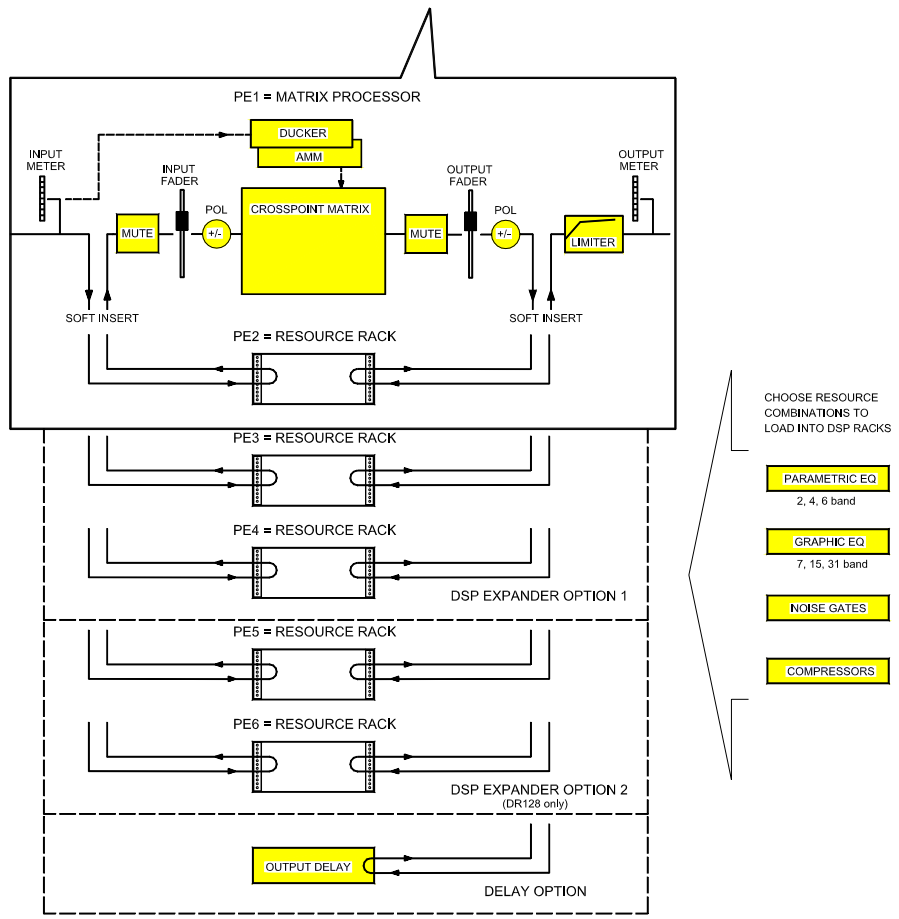 PE1 = MATRIX PROCESSOR
DUCKER
AMM
INPUT
METER
INPUT
FADER
OUTPUT
FADER
OUTPUT
METER
POL
CROSSPOINT MATRIX
POL
MUTE
+/-
MUTE
+/-
LIMITER
SOFT INSERT
SOFT INSERT
PE2 = RESOURCE RACK
PE3 = RESOURCE RACK
PE4 = RESOURCE RACK
DSP EXPANDER OPTION 1
PE5 = RESOURCE RACK
PE6 = RESOURCE RACK
DSP EXPANDER OPTION 2
(DR128 only)
OUTPUT DELAY
DELAY OPTION
CHOOSE RESOURCE
COMBINATIONS TO
LOAD INTO DSP RACKS
PARAMETRIC EQ
2, 4, 6 band
GRAPHIC EQ
7, 15, 31 band
NOISE GATES
COMPRESSORS